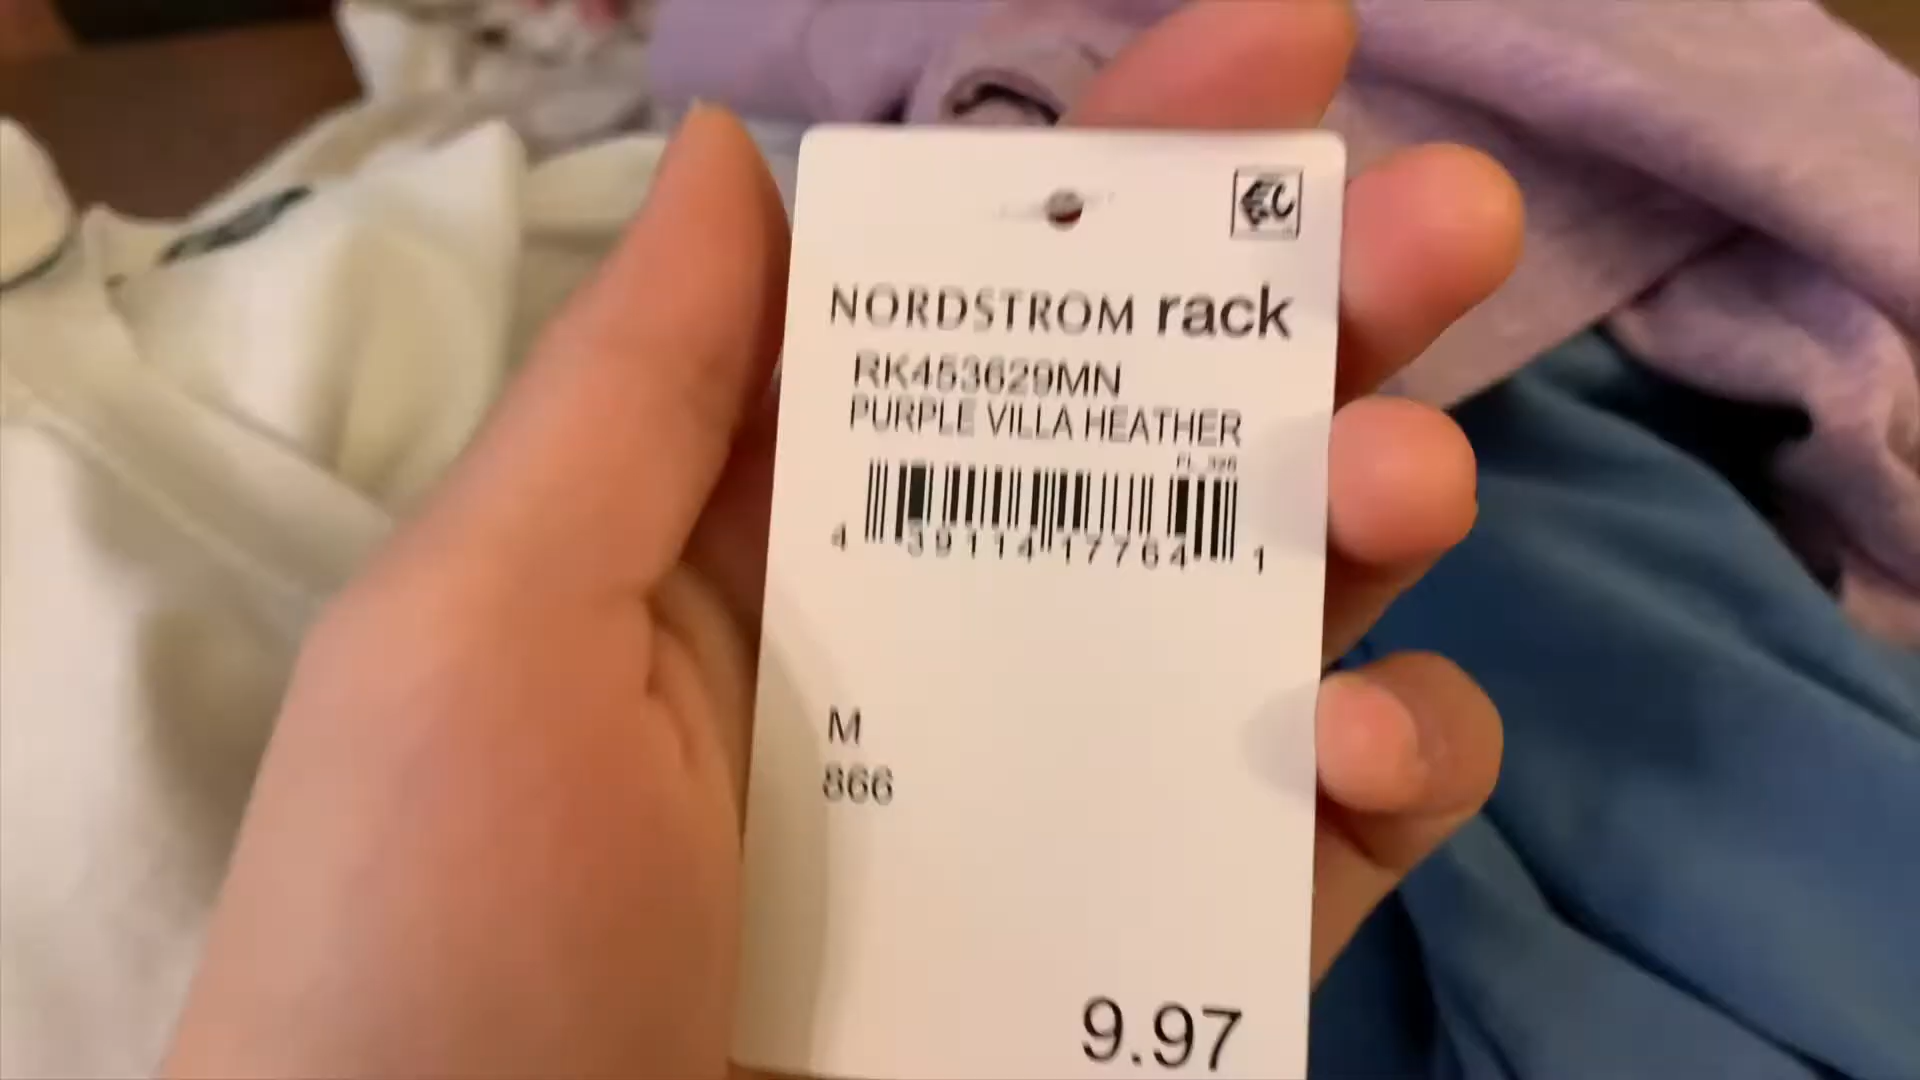 NORDSTROM rack
RK453629MN
PURPLE VILLA HEATHER
4 39114 17764 1
M
866
9.97